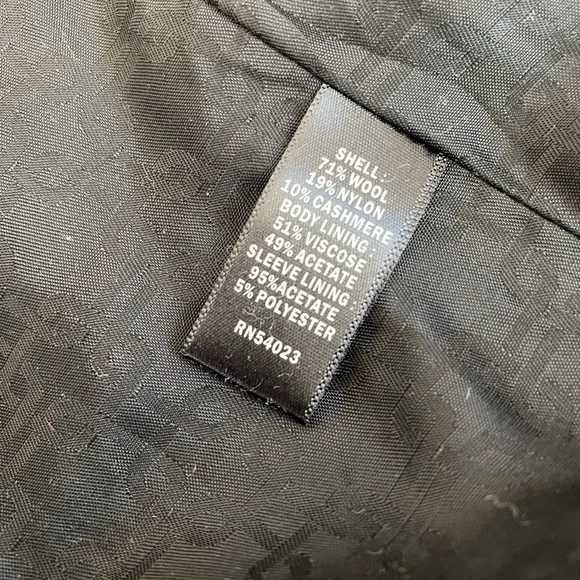 SHELL:
71% WOOL
19% NYLON
10% CASHMERE
BODY LINING:
51% VISCOSE
49% ACETATE
SLEEVE LINING:
95%ACETATE
5% POLYESTER
RN54023